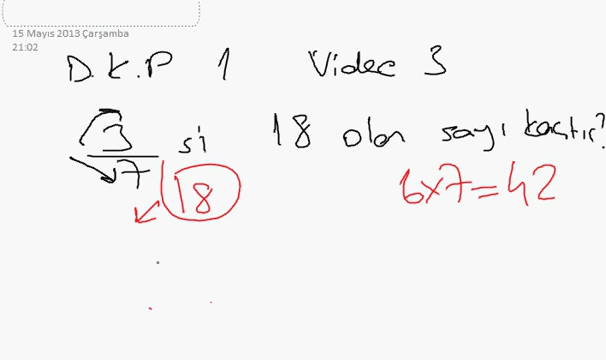 15 Mayıs 2013 Çarşamba
21:02
D.K.P 1 Video 3
3/7 si 18 olan sayı kaçtır?
18 6x7=42